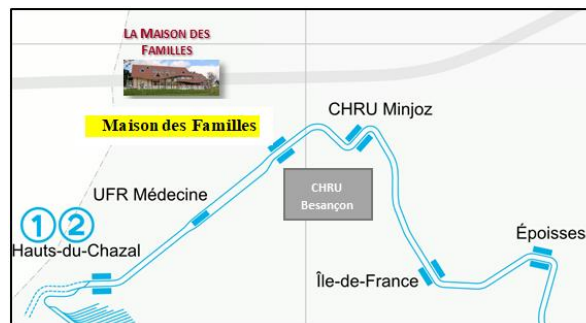 LA MAISON DES
FAMILLES
Maison des Familles
CHRU Minjoz
UFR Médecine
CHRU
Besançon
1 2
Hauts-du-Chazal
Époisses
Île-de-France